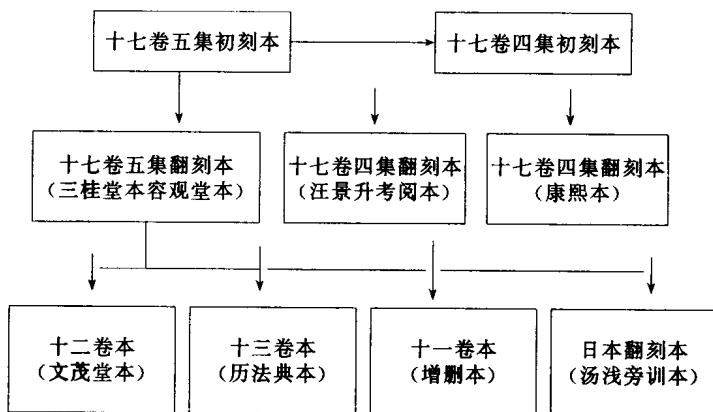 十七卷五集初刻本
十七卷四集初刻本
十七卷五集翻刻本
（三桂堂本容观堂本）
十七卷四集翻刻本
（汪景升考阅本）
十七卷四集翻刻本
（康熙本）
十二卷本
（文茂堂本）
十三卷本
（历法典本）
十一卷本
（增删本）
日本翻刻本
（汤浅旁训本）